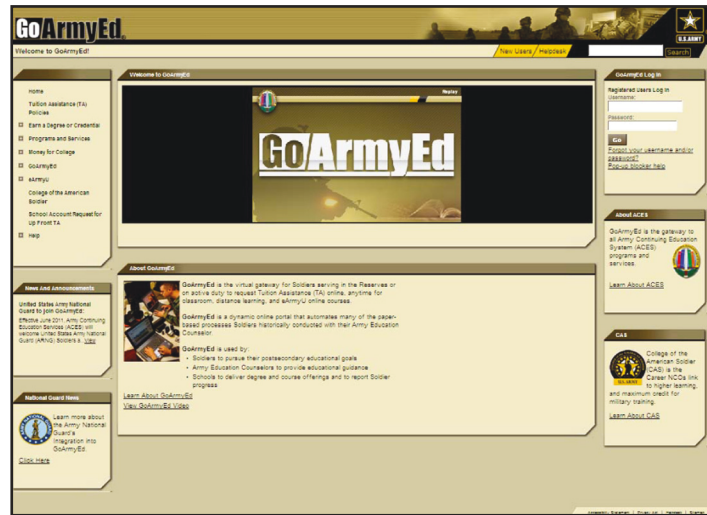 GoArmyEd.
U.S.ARMY
Welcome to GoArmyEd!
New Users / Helpdesk
Search
Home
Tuition Assistance (TA)
Policies
Earn a Degree or Credential
Programs and Services
Money for College
GoArmyEd
eArmyU
College of the American
Soldier
School Account Request for
Up Front TA
Help
News And Announcements
United States Army National
Guard to join GoArmyEd:
Effective June 2011, Army Continuing
Education Services (ACES) will
welcome United States Army National
Guard (ARNG) Soldiers a.. View
National Guard News
Learn more about
the Army National
Guard's
integration into
GoArmyEd.
Click Here
Welcome to GoArmyEd
Replay
GoArmyEd
About GoArmyEd
GoArmyEd is the virtual gateway for Soldiers serving in the Reserves or
on active duty to request Tuition Assistance (TA) online, anytime for
classroom, distance learning, and eArmyU online courses.
GoArmyEd is a dynamic online portal that automates many of the paper-
based processes Soldiers historically conducted with their Army Education
Counselor.
GoArmyEd is used by:
• Soldiers to pursue their postsecondary educational goals
• Army Education Counselors to provide educational guidance
• Schools to deliver degree and course offerings and to report Soldier
progress
Learn About GoArmyEd
View GoArmyEd Video
GoArmyEd Log In
Registered Users Log in
Username:
Password:
Go
Forgot your username and/or
password?
Pop-up blocker help
About ACES
GoArmyEd is the gateway to
all Army Continuing Education
System (ACES)
programs and
services.
Learn About ACES
CAS
College of the
American Soldier
(CAS) is the
Career NCOs link
to higher learning,
and maximum credit for
military training.
Learn About CAS